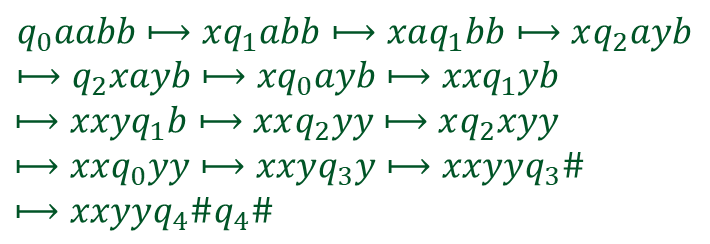 q₀aabb ↦ xq₁abb ↦ xaq₁bb ↦ xq₂ayb
↦ q₂xayb ↦ xq₀ayb ↦ xxq₁yb
↦ xxyq₁b ↦ xxq₂yy ↦ xq₂xyy
↦ xxq₀yy ↦ xxyq₃y ↦ xxyyq₃#
↦ xxyyq₄#q₄#